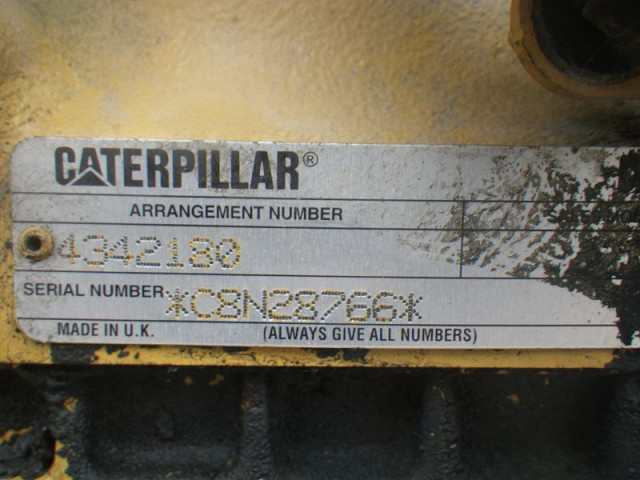 CATERPILLAR®
ARRANGEMENT NUMBER
4342180
SERIAL NUMBER *C8N28766*
MADE IN U.K. (ALWAYS GIVE ALL NUMBERS)